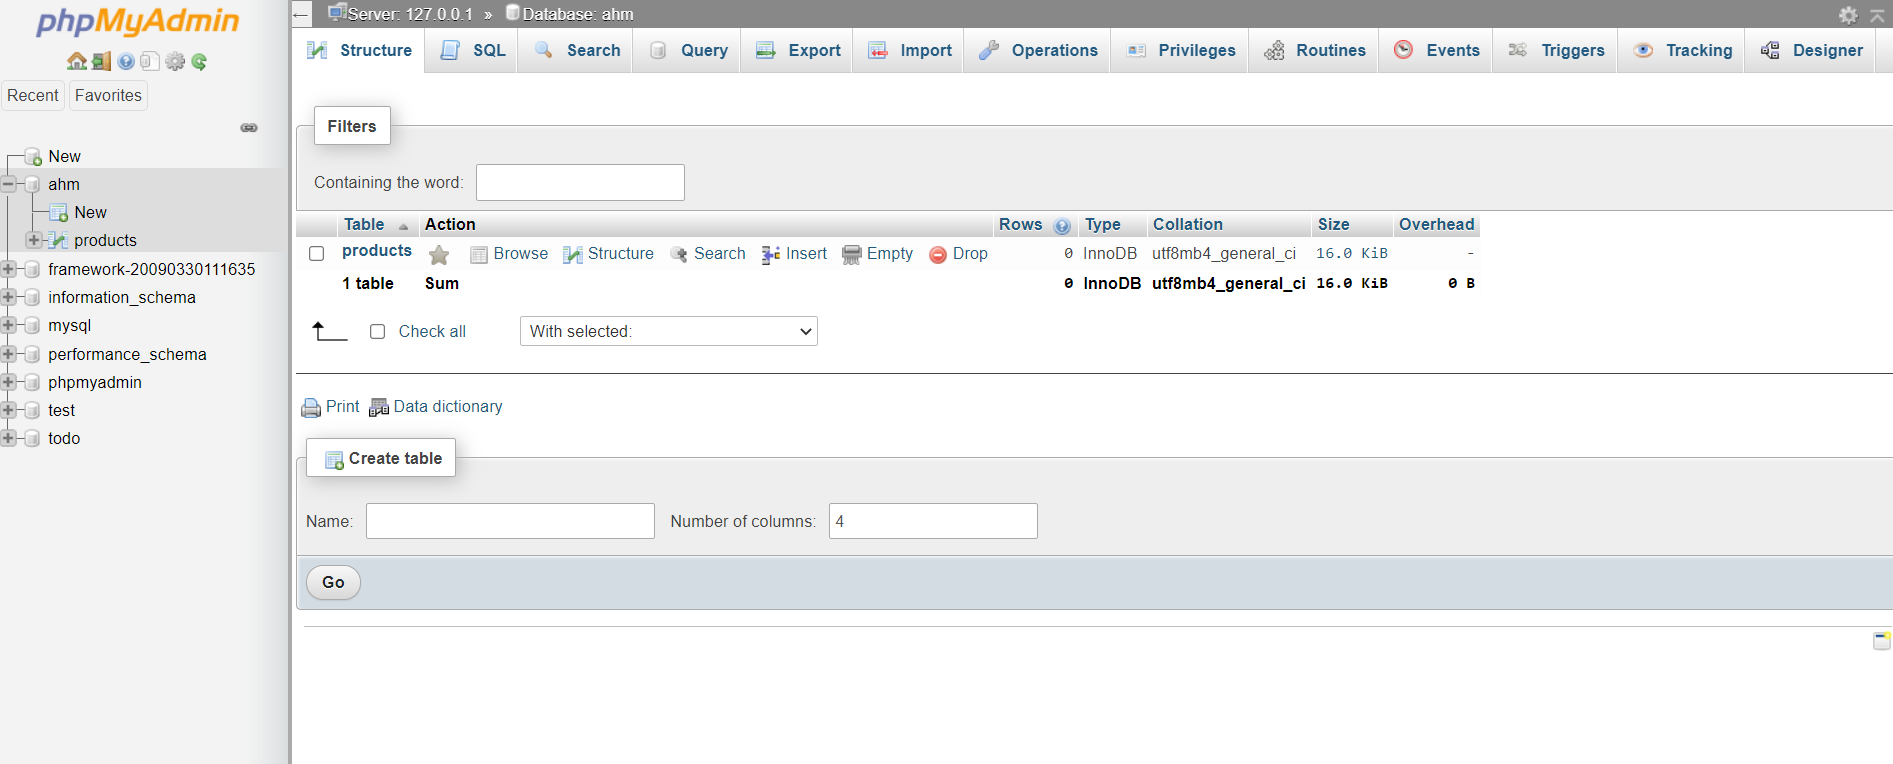 phpMyAdmin
Recent Favorites
New
ahm
New
products
framework-20090330111635
information_schema
mysql
performance_schema
phpmyadmin
test
todo
← Server: 127.0.0.1 » Database: ahm
Structure SQL Search Query Export Import Operations Privileges Routines Events Triggers Tracking Designer
Filters
Containing the word:
Table Action Rows Type Collation Size Overhead
products Browse Structure Search Insert Empty Drop 0 InnoDB utf8mb4_general_ci 16.0 KiB -
1 table Sum 0 InnoDB utf8mb4_general_ci 16.0 KiB 0 B
Check all With selected:
Print Data dictionary
Create table
Name: Number of columns: 4
Go